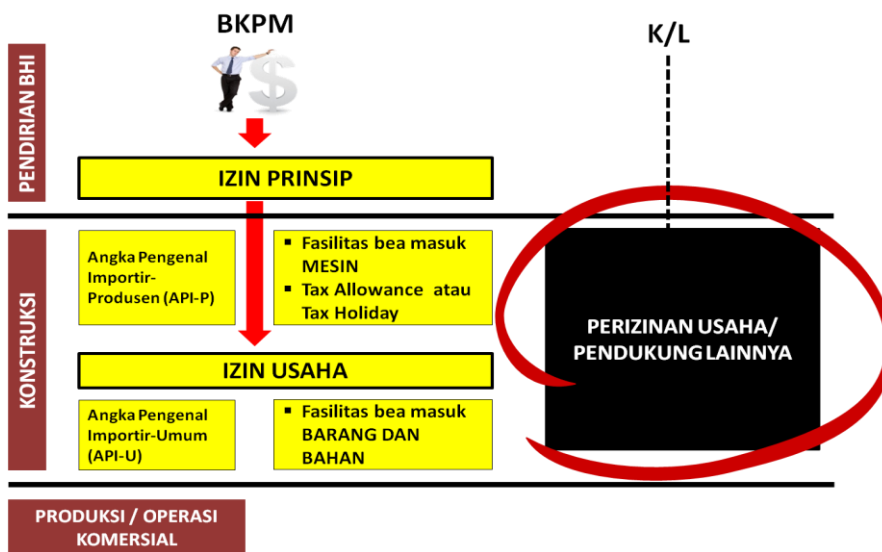 BKPM
K/L
PENDIRIAN BHI
$
IZIN PRINSIP
KONSTRUKSI
Angka Pengenal
Importir-
Produsen (API-P)
▪ Fasilitas bea masuk
MESIN
▪ Tax Allowance atau
Tax Holiday
PERIZINAN USAHA/
PENDUKUNG LAINNYA
IZIN USAHA
Angka Pengenal
Importir-Umum
(API-U)
▪ Fasilitas bea masuk
BARANG DAN
BAHAN
PRODUKSI / OPERASI
KOMERSIAL